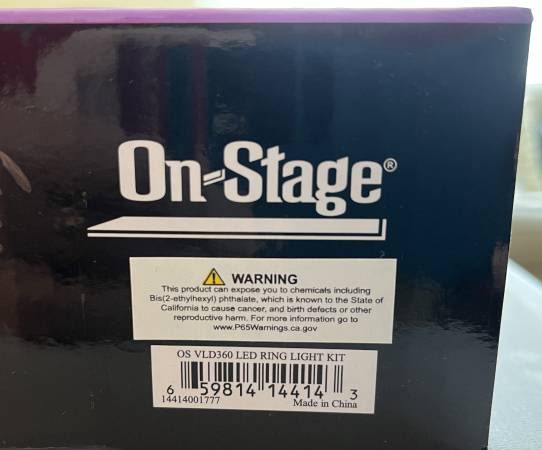 On-Stage®
⚠ WARNING
This product can expose you to chemicals including
Bis(2-ethylhexyl) phthalate, which is known to the State of
California to cause cancer, and birth defects or other
reproductive harm. For more information go to
www.P65Warnings.ca.gov
OS VLD360 LED RING LIGHT KIT
6 59814 14414 3
14414001777 Made in China